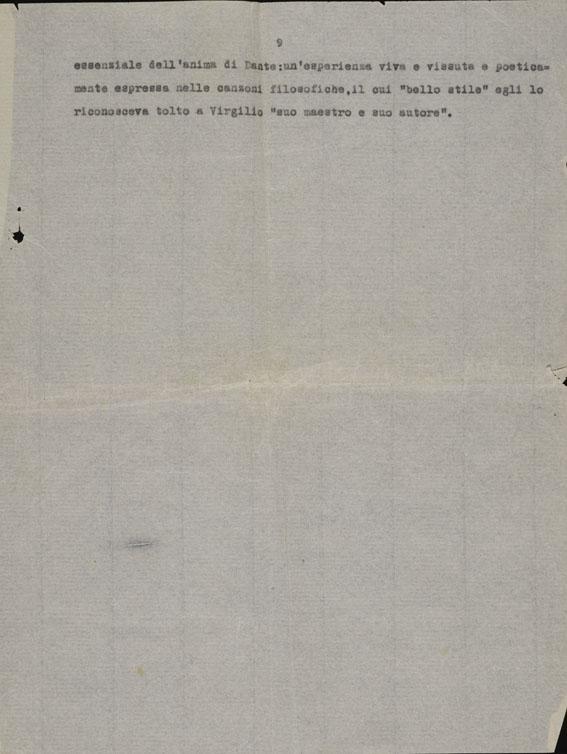 9
essenziale dell'anima di Dante:un'esperienza viva e vissuta e poetica=
mente espressa nelle canzoni filosofiche,il cui "bello stile" egli lo
riconosceva tolto a Virgilio "suo maestro e suo autore".